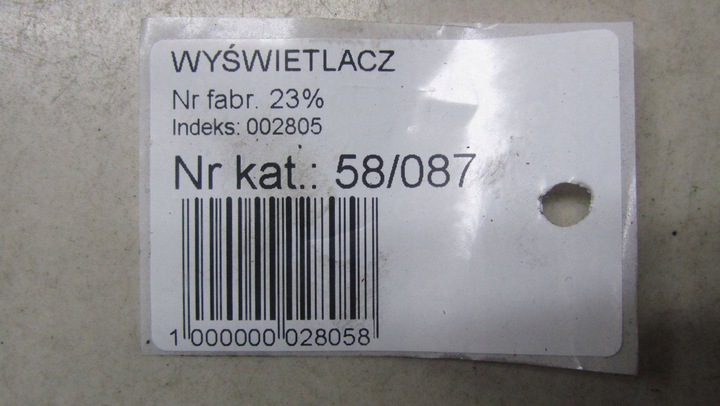 WYŚWIETLACZ
Nr fabr. 23%
Indeks: 002805
Nr kat.: 58/087
1 000000 028058